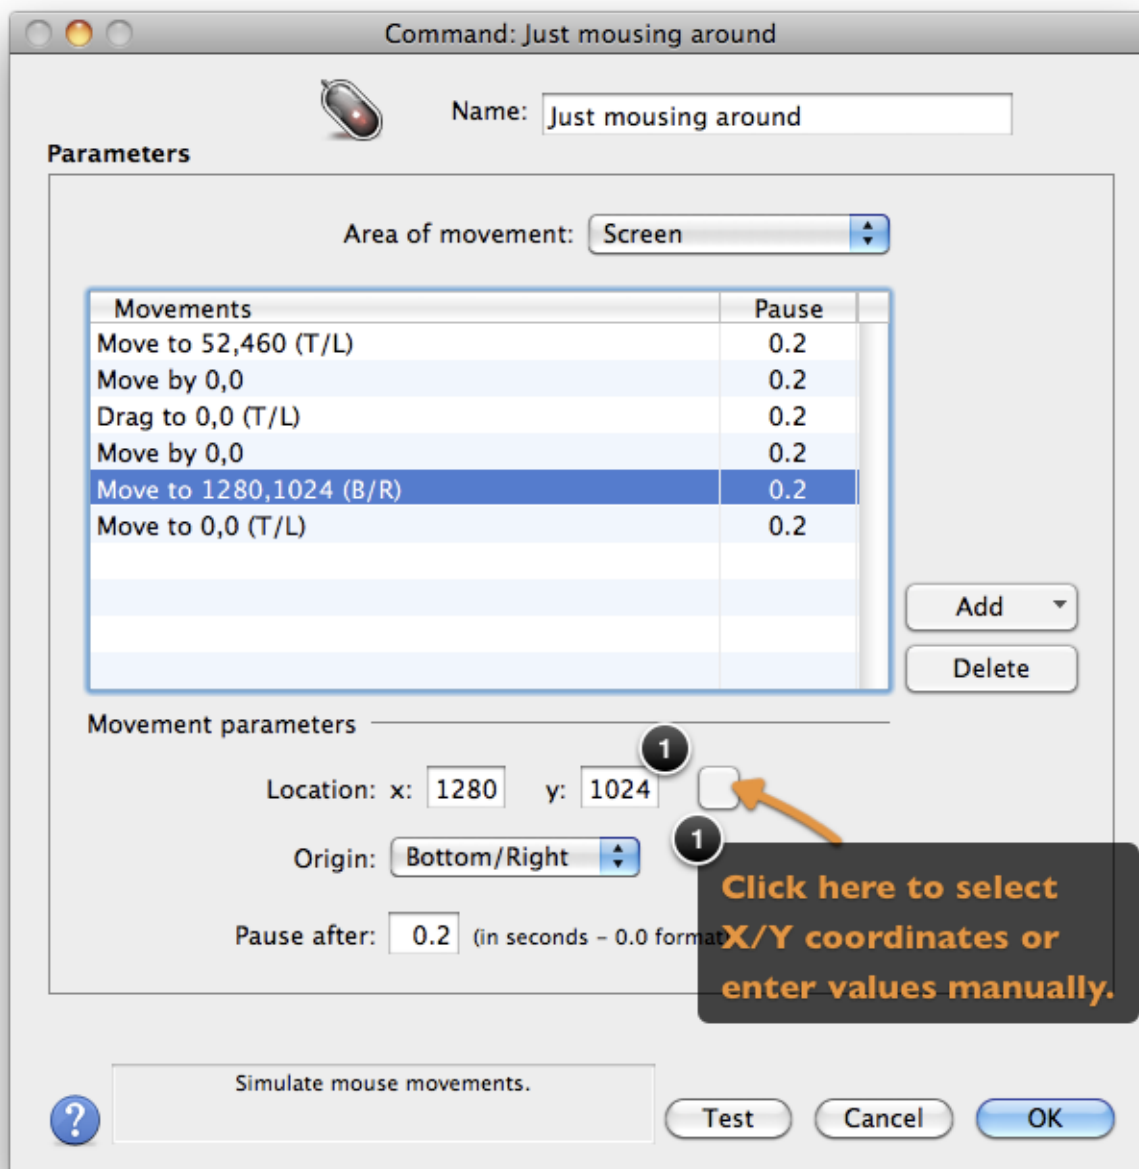 Command: Just mousing around
Name: Just mousing around
Parameters
Area of movement: Screen
Movements Pause
Move to 52,460 (T/L) 0.2
Move by 0,0 0.2
Drag to 0,0 (T/L) 0.2
Move by 0,0 0.2
Move to 1280,1024 (B/R) 0.2
Move to 0,0 (T/L) 0.2
Add
Delete
Movement parameters
1
Location: x: 1280 y: 1024
1
Origin: Bottom/Right
Click here to select
X/Y coordinates or
enter values manually.
Pause after: 0.2 (in seconds – 0.0 format)
Simulate mouse movements.
? Test Cancel OK